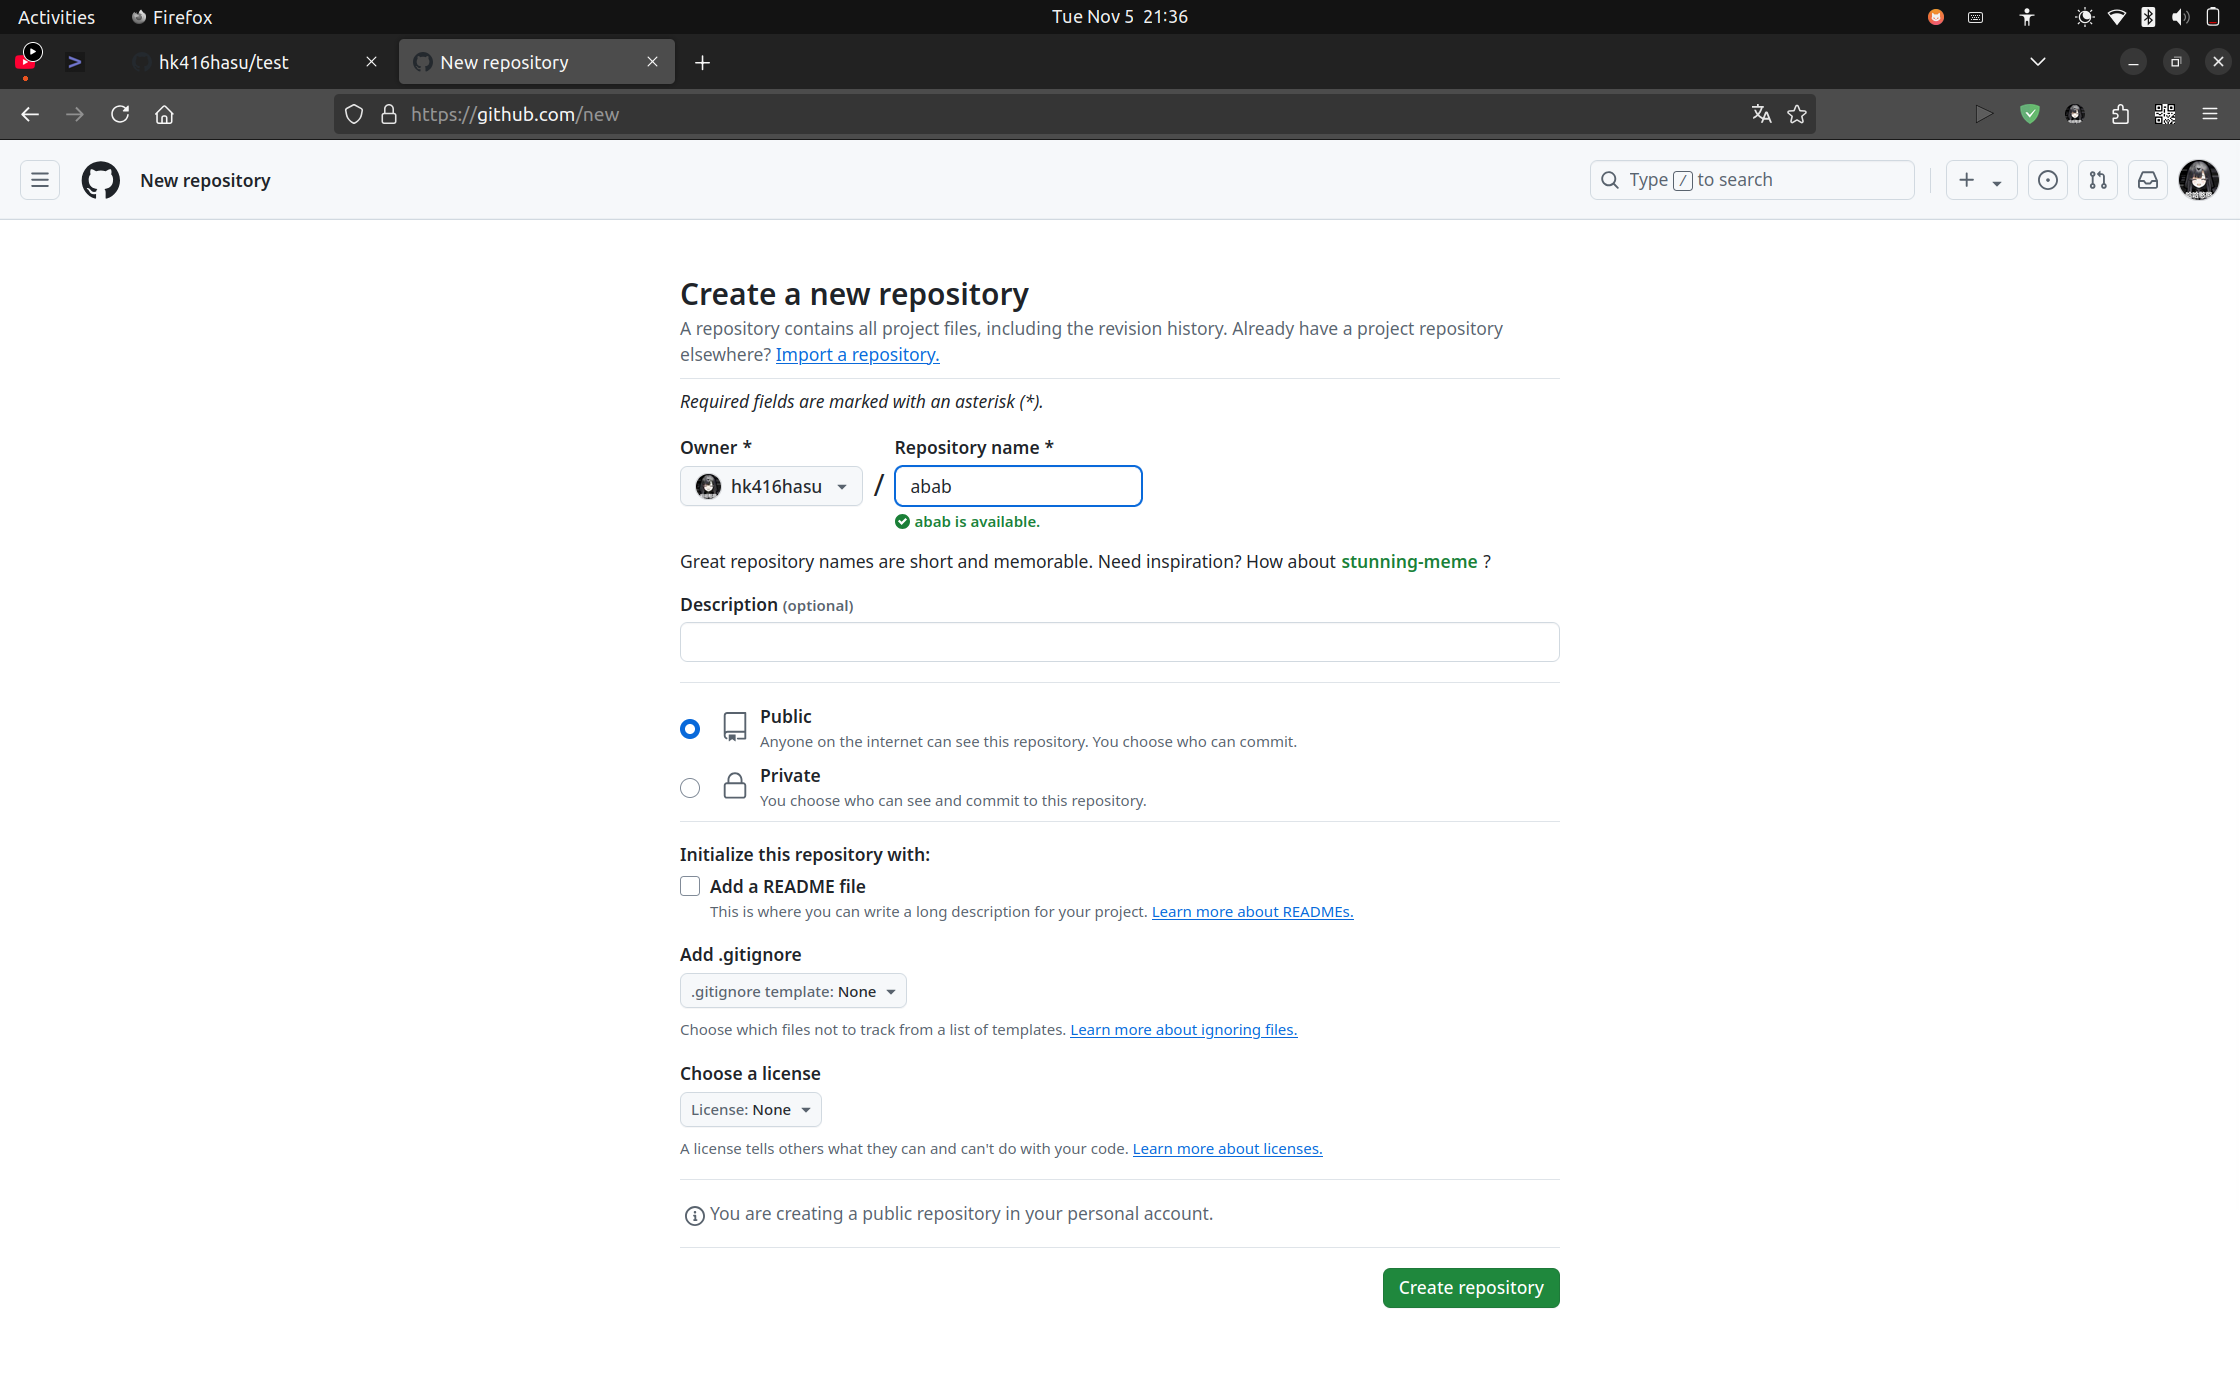 Activities
Firefox
Tue Nov 5 21:36
hk416hasu/test
New repository
https://github.com/new
New repository
Type / to search
Create a new repository
A repository contains all project files, including the revision history. Already have a project repository
elsewhere? Import a repository.
Required fields are marked with an asterisk (*).
Owner *
Repository name *
hk416hasu
/
abab
abab is available.
Great repository names are short and memorable. Need inspiration? How about stunning-meme ?
Description (optional)
Public
Anyone on the internet can see this repository. You choose who can commit.
Private
You choose who can see and commit to this repository.
Initialize this repository with:
Add a README file
This is where you can write a long description for your project. Learn more about READMEs.
Add .gitignore
.gitignore template: None
Choose which files not to track from a list of templates. Learn more about ignoring files.
Choose a license
License: None
A license tells others what they can and can't do with your code. Learn more about licenses.
You are creating a public repository in your personal account.
Create repository